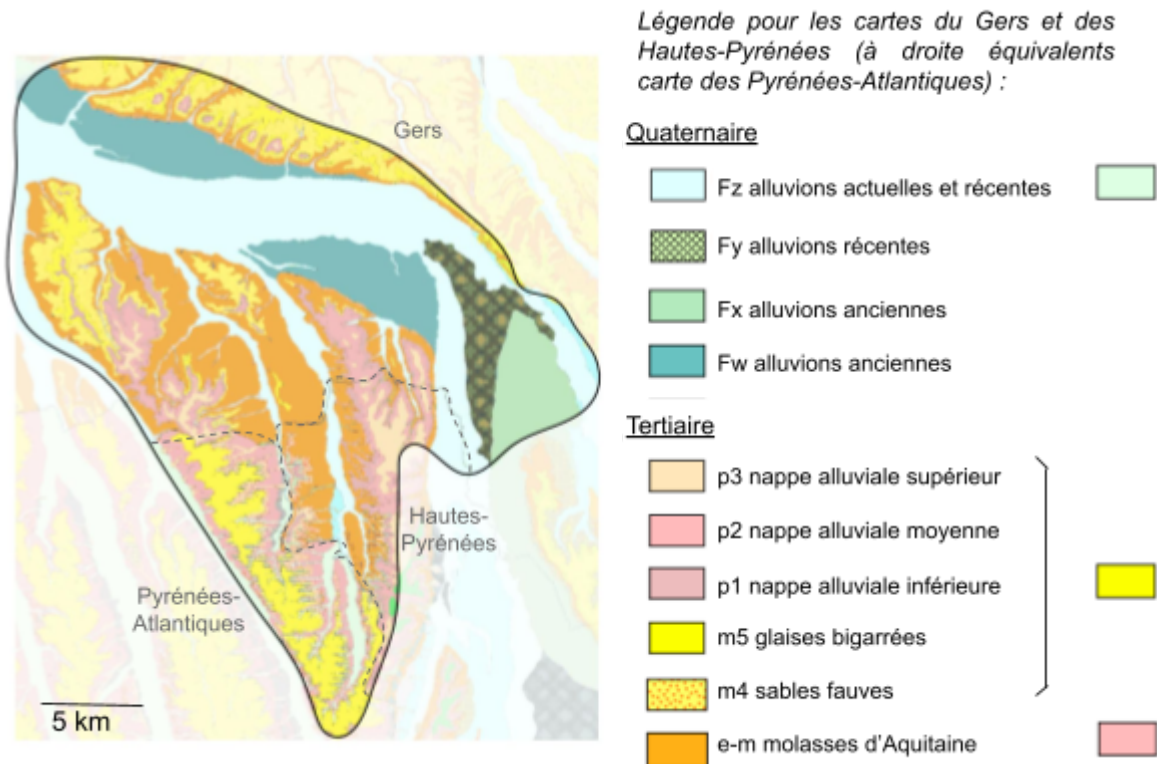 Légende pour les cartes du Gers et des
Hautes-Pyrénées (à droite équivalents
carte des Pyrénées-Atlantiques) :
Gers
Hautes-
Pyrénées
Pyrénées-
Atlantiques
5 km
Quaternaire
Fz alluvions actuelles et récentes
Fy alluvions récentes
Fx alluvions anciennes
Fw alluvions anciennes
Tertiaire
p3 nappe alluviale supérieur
p2 nappe alluviale moyenne
p1 nappe alluviale inférieure
m5 glaises bigarrées
m4 sables fauves
e-m molasses d'Aquitaine